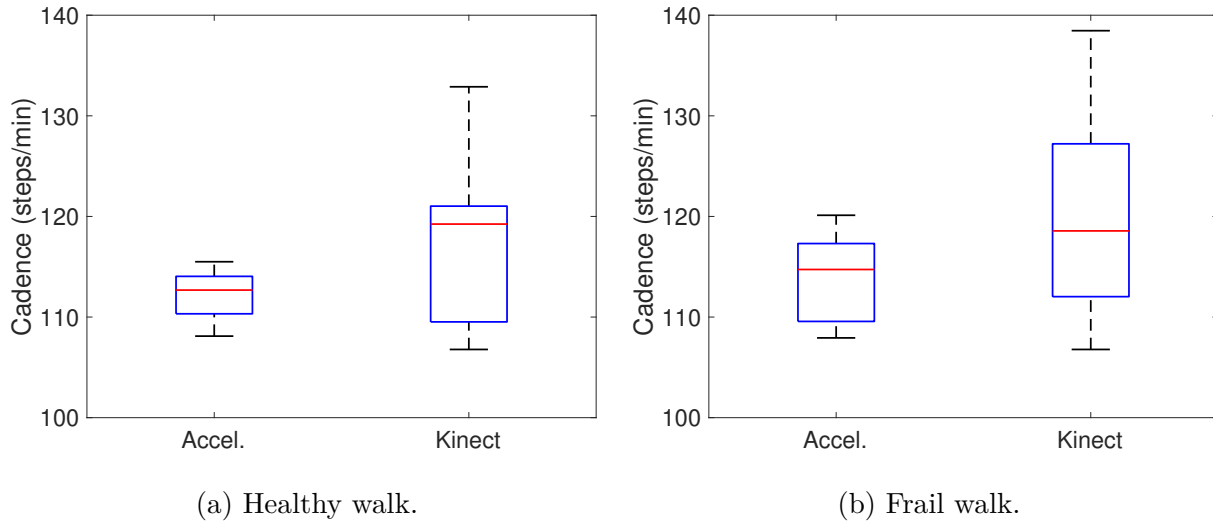 140
130
120
110
100
Cadence (steps/min)
Accel.
Kinect
(a) Healthy walk.
140
130
120
110
100
Cadence (steps/min)
Accel.
Kinect
(b) Frail walk.